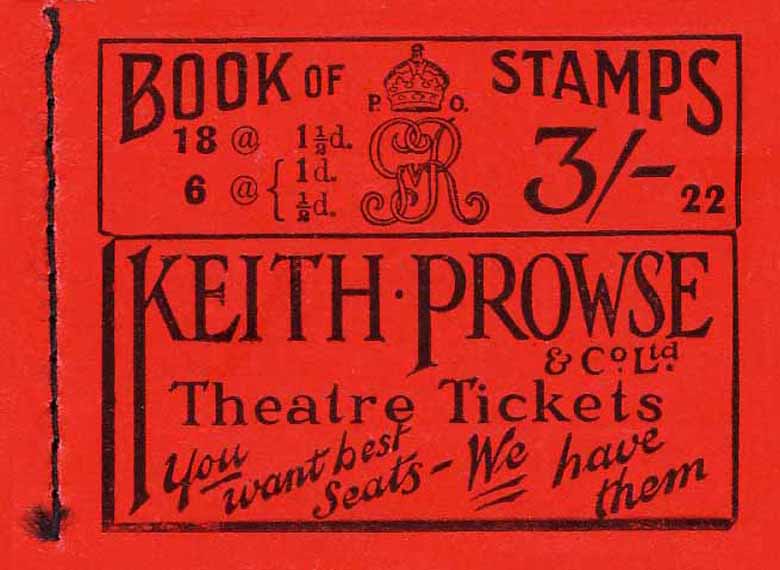 BOOK OF STAMPS
P. O.
GvR
18 @ 1½d.
6 @ { 1d.
½d.
3/- 22
KEITH · PROWSE
& Co. Ltd.
Theatre Tickets
You want best Seats – We have them